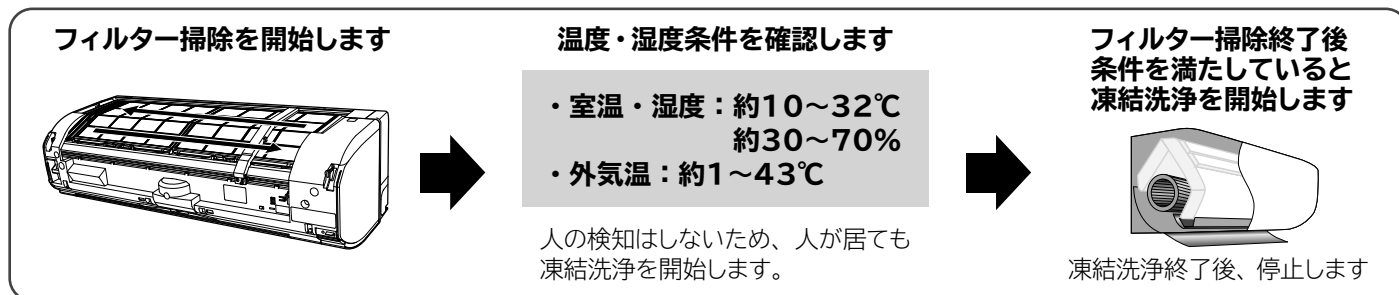 フィルター掃除を開始します
温度・湿度条件を確認します
・室温・湿度：約10～32℃
約30～70%
・外気温：約1～43℃
人の検知はしないため、人が居ても
凍結洗浄を開始します。
フィルター掃除終了後
条件を満たしていると
凍結洗浄を開始します
凍結洗浄終了後、停止します